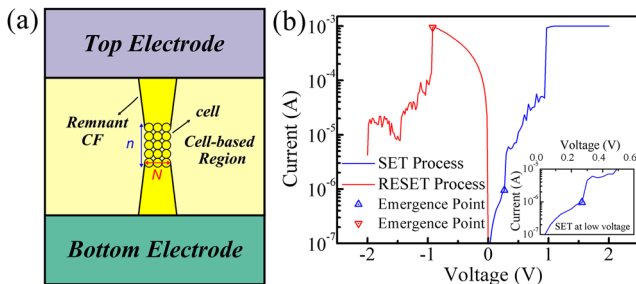 (a)
Top Electrode
Remnant
CF
n
N
cell
Cell-based
Region
Bottom Electrode
(b)
Current (A)
10-3
10-4
10-5
10-6
10-7
-2
-1
0
1
2
Voltage (V)
SET Process
RESET Process
Emergence Point
Emergence Point
Voltage (V)
0.0
0.2
0.4
0.6
Current (A)
10-5
10-6
10-7
SET at low voltage